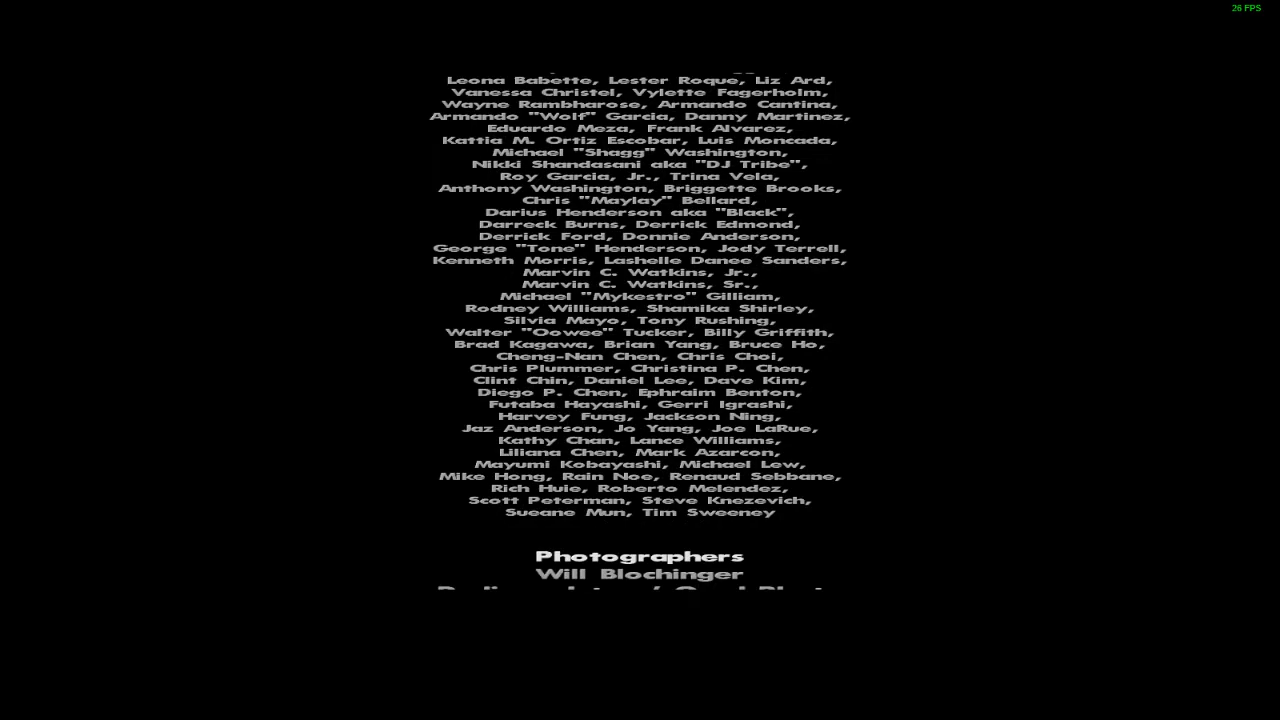 26 FPS
Leona Babette, Lester Roque, Liz Ard,
Vanessa Christel, Vylette Fagerholm,
Wayne Rambharose, Armando Cantina,
Armando "Wolf" Garcia, Danny Martinez,
Eduardo Meza, Frank Alvarez,
Kattia M. Ortiz Escobar, Luis Moncada,
Michael "Shagg" Washington,
Nikki Shandasani aka "DJ Tribe",
Roy Garcia, Jr., Trina Vela,
Anthony Washington, Briggette Brooks,
Chris "Maylay" Bellard,
Darius Henderson aka "Black",
Darreck Burns, Derrick Edmond,
Derrick Ford, Donnie Anderson,
George "Tone" Henderson, Jody Terrell,
Kenneth Morris, Lashelle Danee Sanders,
Marvin C. Watkins, Jr.,
Marvin C. Watkins, Sr.,
Michael "Mykestro" Gilliam,
Rodney Williams, Shamika Shirley,
Silvia Mayo, Tony Rushing,
Walter "Oowee" Tucker, Billy Griffith,
Brad Kagawa, Brian Yang, Bruce Ho,
Cheng-Nan Chen, Chris Choi,
Chris Plummer, Christina P. Chen,
Clint Chin, Daniel Lee, Dave Kim,
Diego P. Chen, Ephraim Benton,
Futaba Hayashi, Gerri Igrashi,
Harvey Fung, Jackson Ning,
Jaz Anderson, Jo Yang, Joe LaRue,
Kathy Chan, Lance Williams,
Liliana Chen, Mark Azarcon,
Mayumi Kobayashi, Michael Lew,
Mike Hong, Rain Noe, Renaud Sebbane,
Rich Huie, Roberto Melendez,
Scott Peterman, Steve Knezevich,
Sueane Mun, Tim Sweeney
Photographers
Will Blochinger